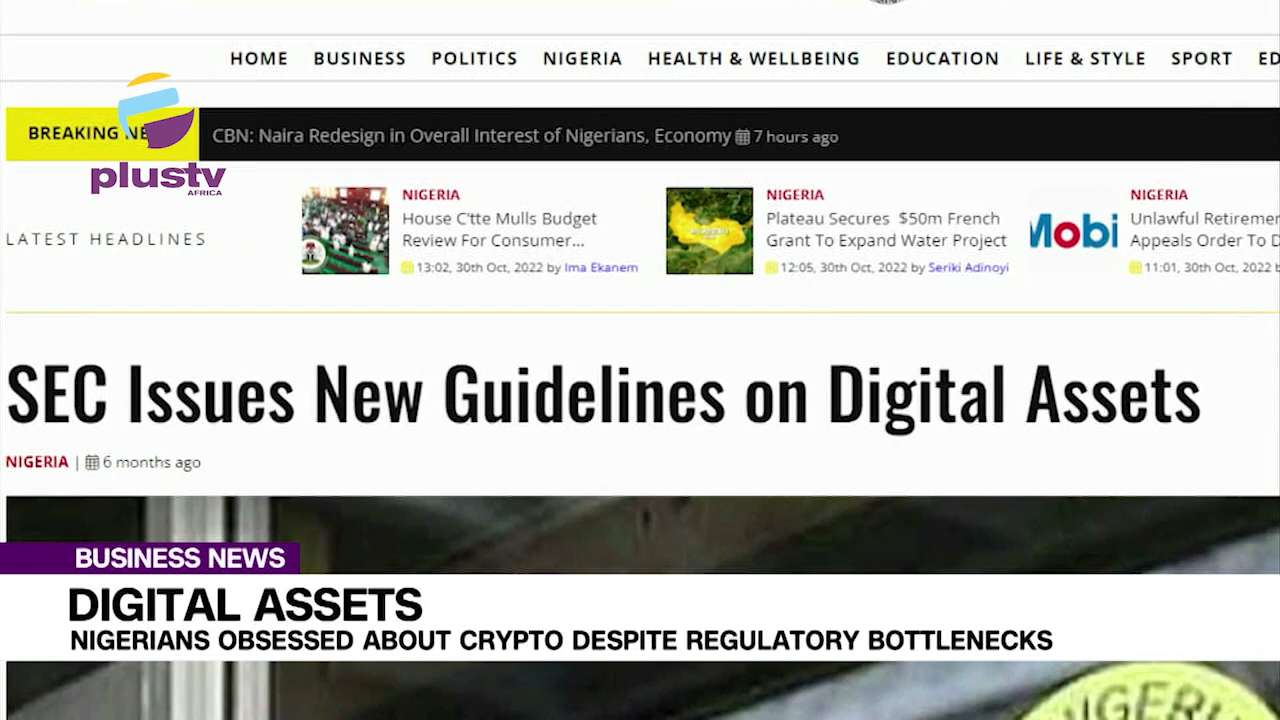 HOME BUSINESS POLITICS NIGERIA HEALTH & WELLBEING EDUCATION LIFE & STYLE SPORT ED
BREAKING NE
CBN: Naira Redesign in Overall Interest of Nigerians, Economy 7 hours ago
plustv
AFRICA
LATEST HEADLINES
NIGERIA
House C'tte Mulls Budget
Review For Consumer...
13:02, 30th Oct, 2022 by Ima Ekanem
NIGERIA
Plateau Secures $50m French
Grant To Expand Water Project
12:05, 30th Oct, 2022 by Seriki Adinoyi
Mobi
NIGERIA
Unlawful Retiremen
Appeals Order To D
11:01, 30th Oct, 2022 b
SEC Issues New Guidelines on Digital Assets
NIGERIA | 6 months ago
BUSINESS NEWS
DIGITAL ASSETS
NIGERIANS OBSESSED ABOUT CRYPTO DESPITE REGULATORY BOTTLENECKS
NIGERI